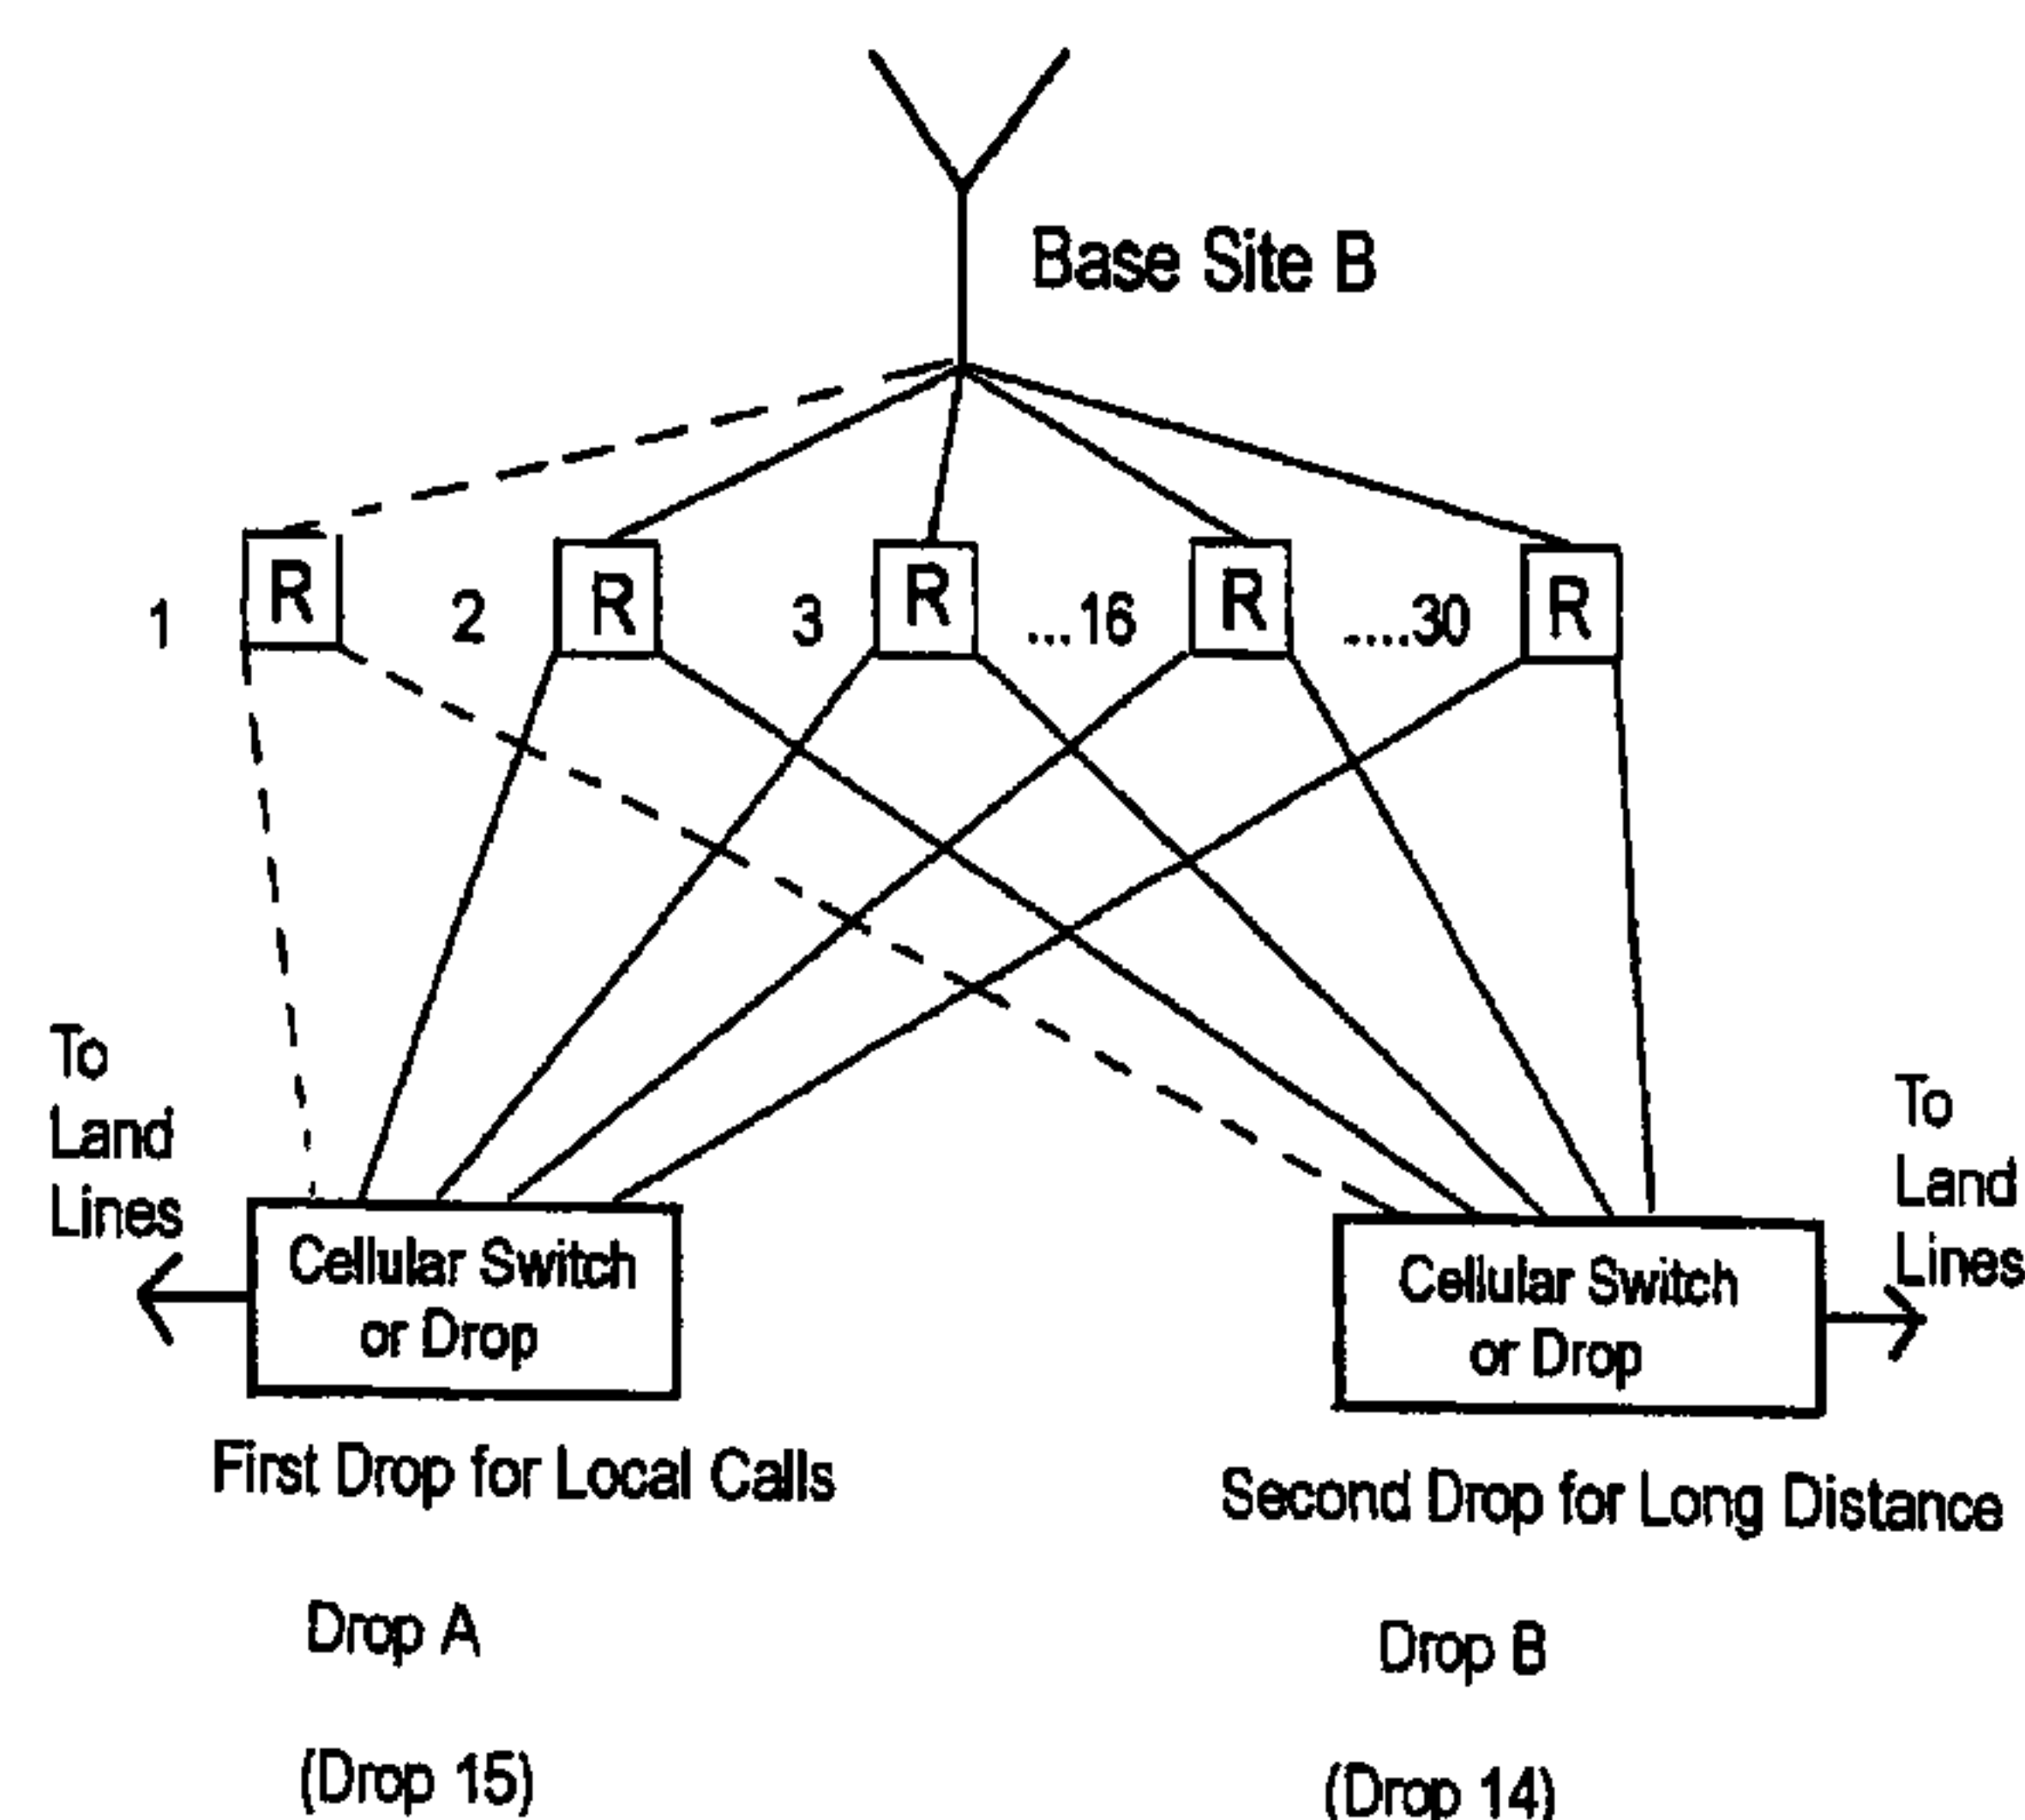 Base Site B
1 R 2 R 3 R ...16 R ....30 R
To
Land
Lines
To
Land
Lines
Cellular Switch
or Drop
Cellular Switch
or Drop
First Drop for Local Calls
Second Drop for Long Distance
Drop A
Drop B
(Drop 15)
(Drop 14)